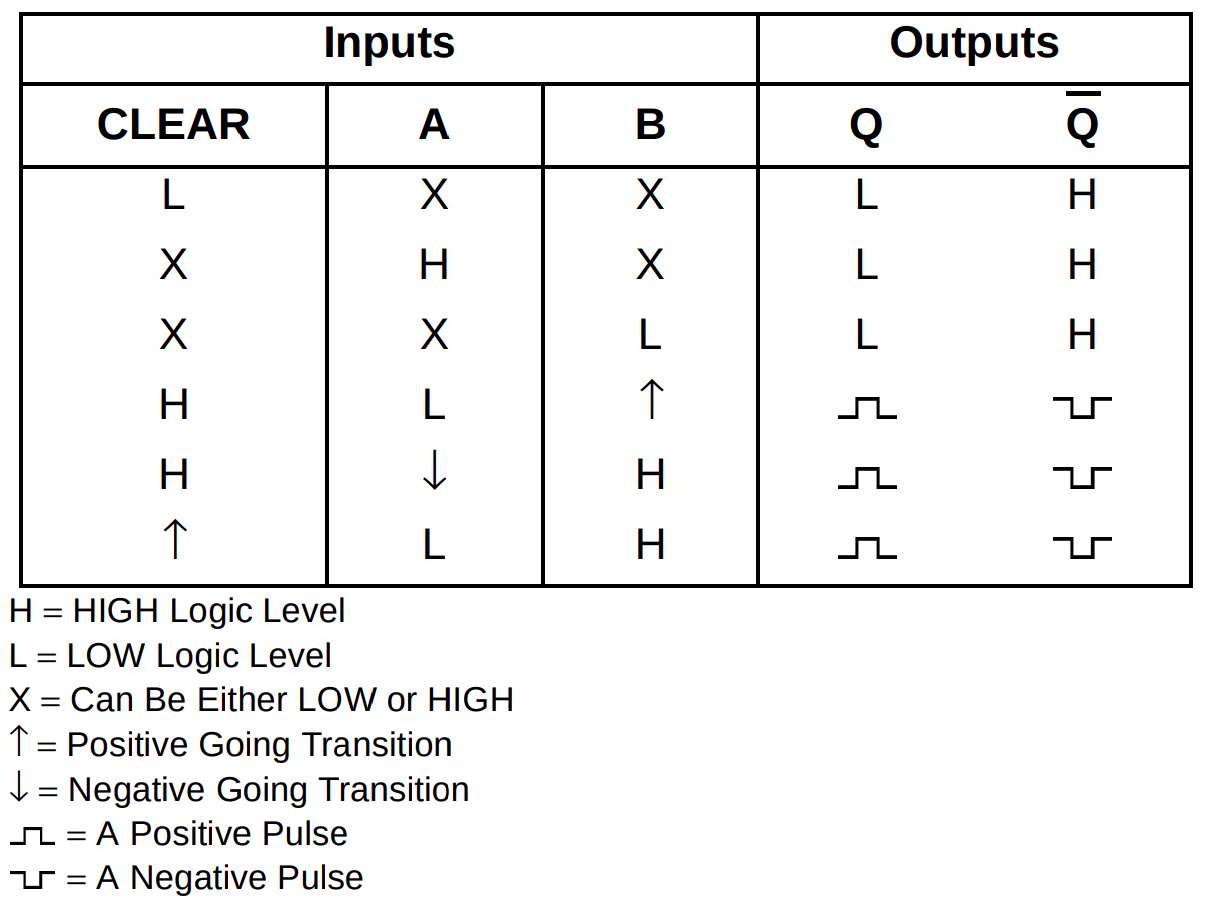 Inputs Outputs
CLEAR A B Q Q̅
L X X L H
X H X L H
X X L L H
H L ↑ ⎍ ⊔
H ↓ H ⎍ ⊔
↑ L H ⎍ ⊔
H = HIGH Logic Level
L = LOW Logic Level
X = Can Be Either LOW or HIGH
↑ = Positive Going Transition
↓ = Negative Going Transition
⎍ = A Positive Pulse
⊔ = A Negative Pulse